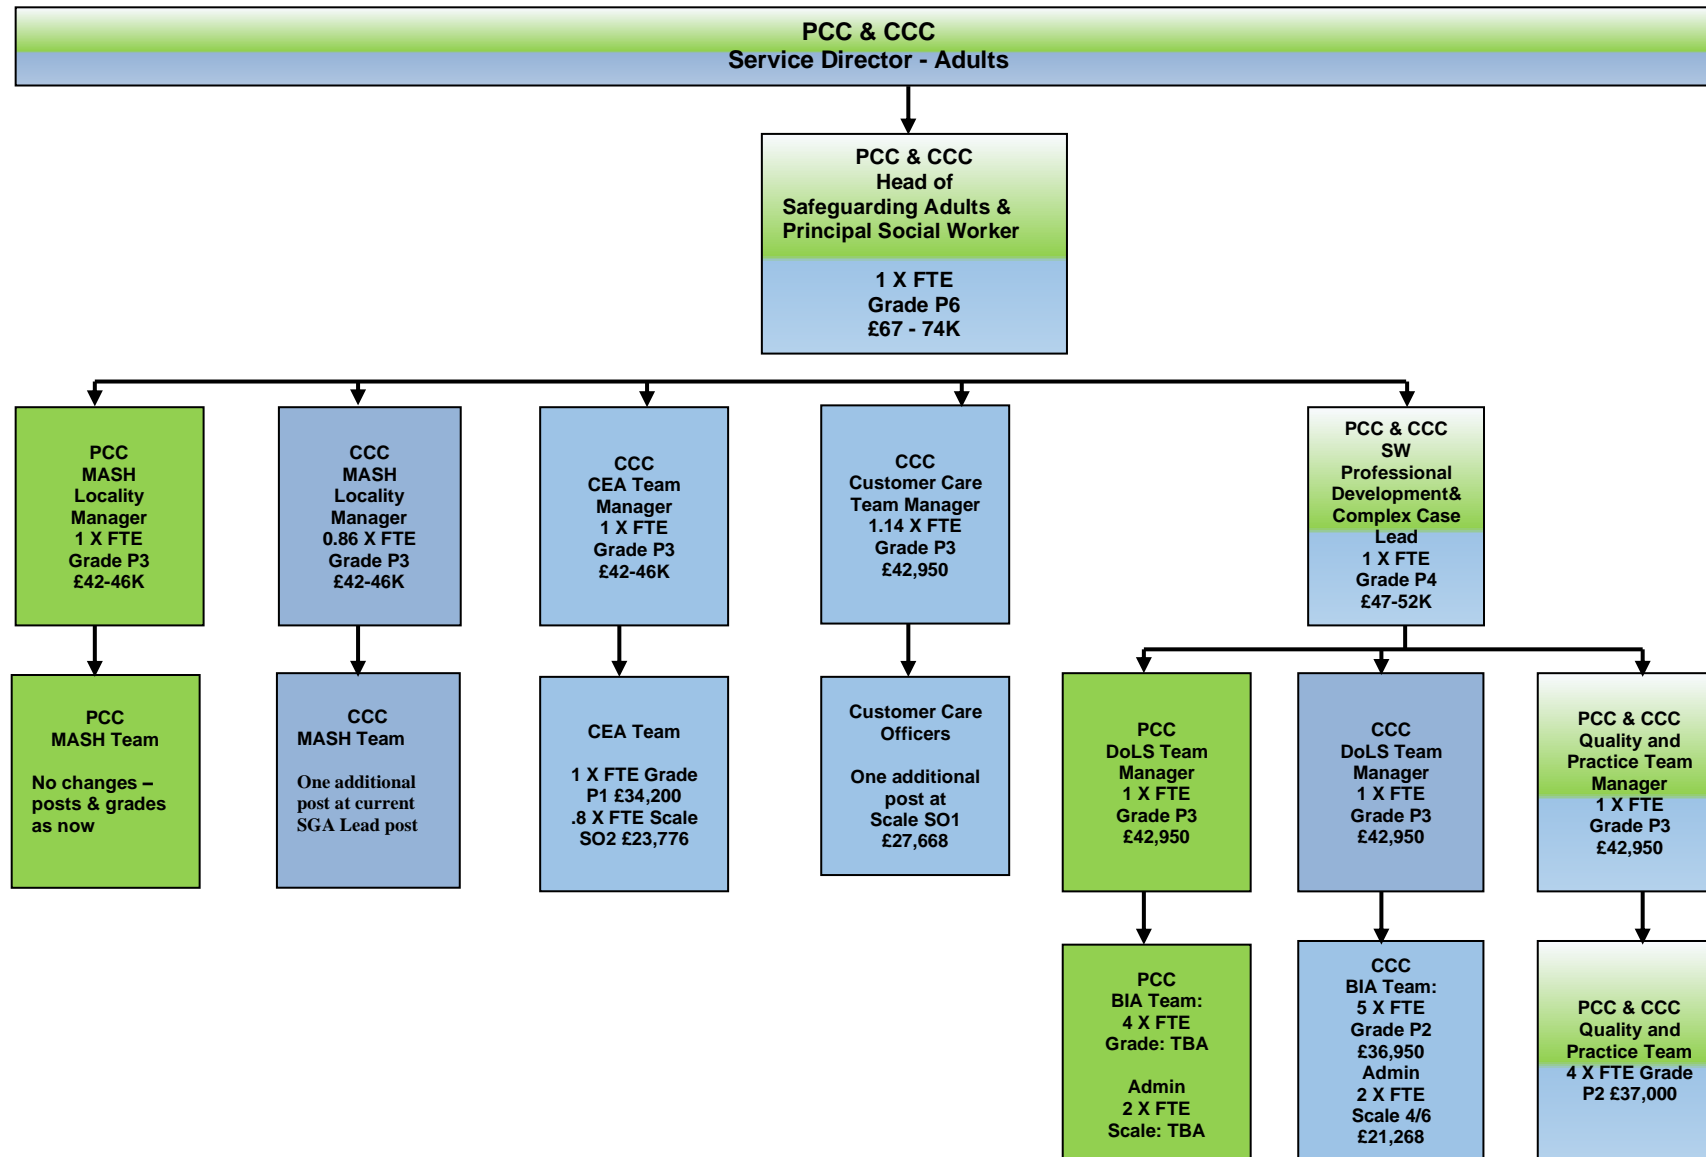 PCC & CCC
Service Director - Adults
PCC & CCC
Head of
Safeguarding Adults &
Principal Social Worker
1 X FTE
Grade P6
£67 - 74K
PCC
MASH
Locality
Manager
1 X FTE
Grade P3
£42-46K
CCC
MASH
Locality
Manager
0.86 X FTE
Grade P3
£42-46K
CCC
CEA Team
Manager
1 X FTE
Grade P3
£42-46K
CCC
Customer Care
Team Manager
1.14 X FTE
Grade P3
£42,950
PCC & CCC
SW
Professional
Development&
Complex Case
Lead
1 X FTE
Grade P4
£47-52K
PCC
MASH Team
No changes –
posts & grades
as now
CCC
MASH Team
One additional
post at current
SGA Lead post
CEA Team
1 X FTE Grade
P1 £34,200
.8 X FTE Scale
SO2 £23,776
Customer Care
Officers
One additional
post at
Scale SO1
£27,668
PCC
DoLS Team
Manager
1 X FTE
Grade P3
£42,950
CCC
DoLS Team
Manager
1 X FTE
Grade P3
£42,950
PCC & CCC
Quality and
Practice Team
Manager
1 X FTE
Grade P3
£42,950
PCC
BIA Team:
4 X FTE
Grade: TBA
Admin
2 X FTE
Scale: TBA
CCC
BIA Team:
5 X FTE
Grade P2
£36,950
Admin
2 X FTE
Scale 4/6
£21,268
PCC & CCC
Quality and
Practice Team
4 X FTE Grade
P2 £37,000